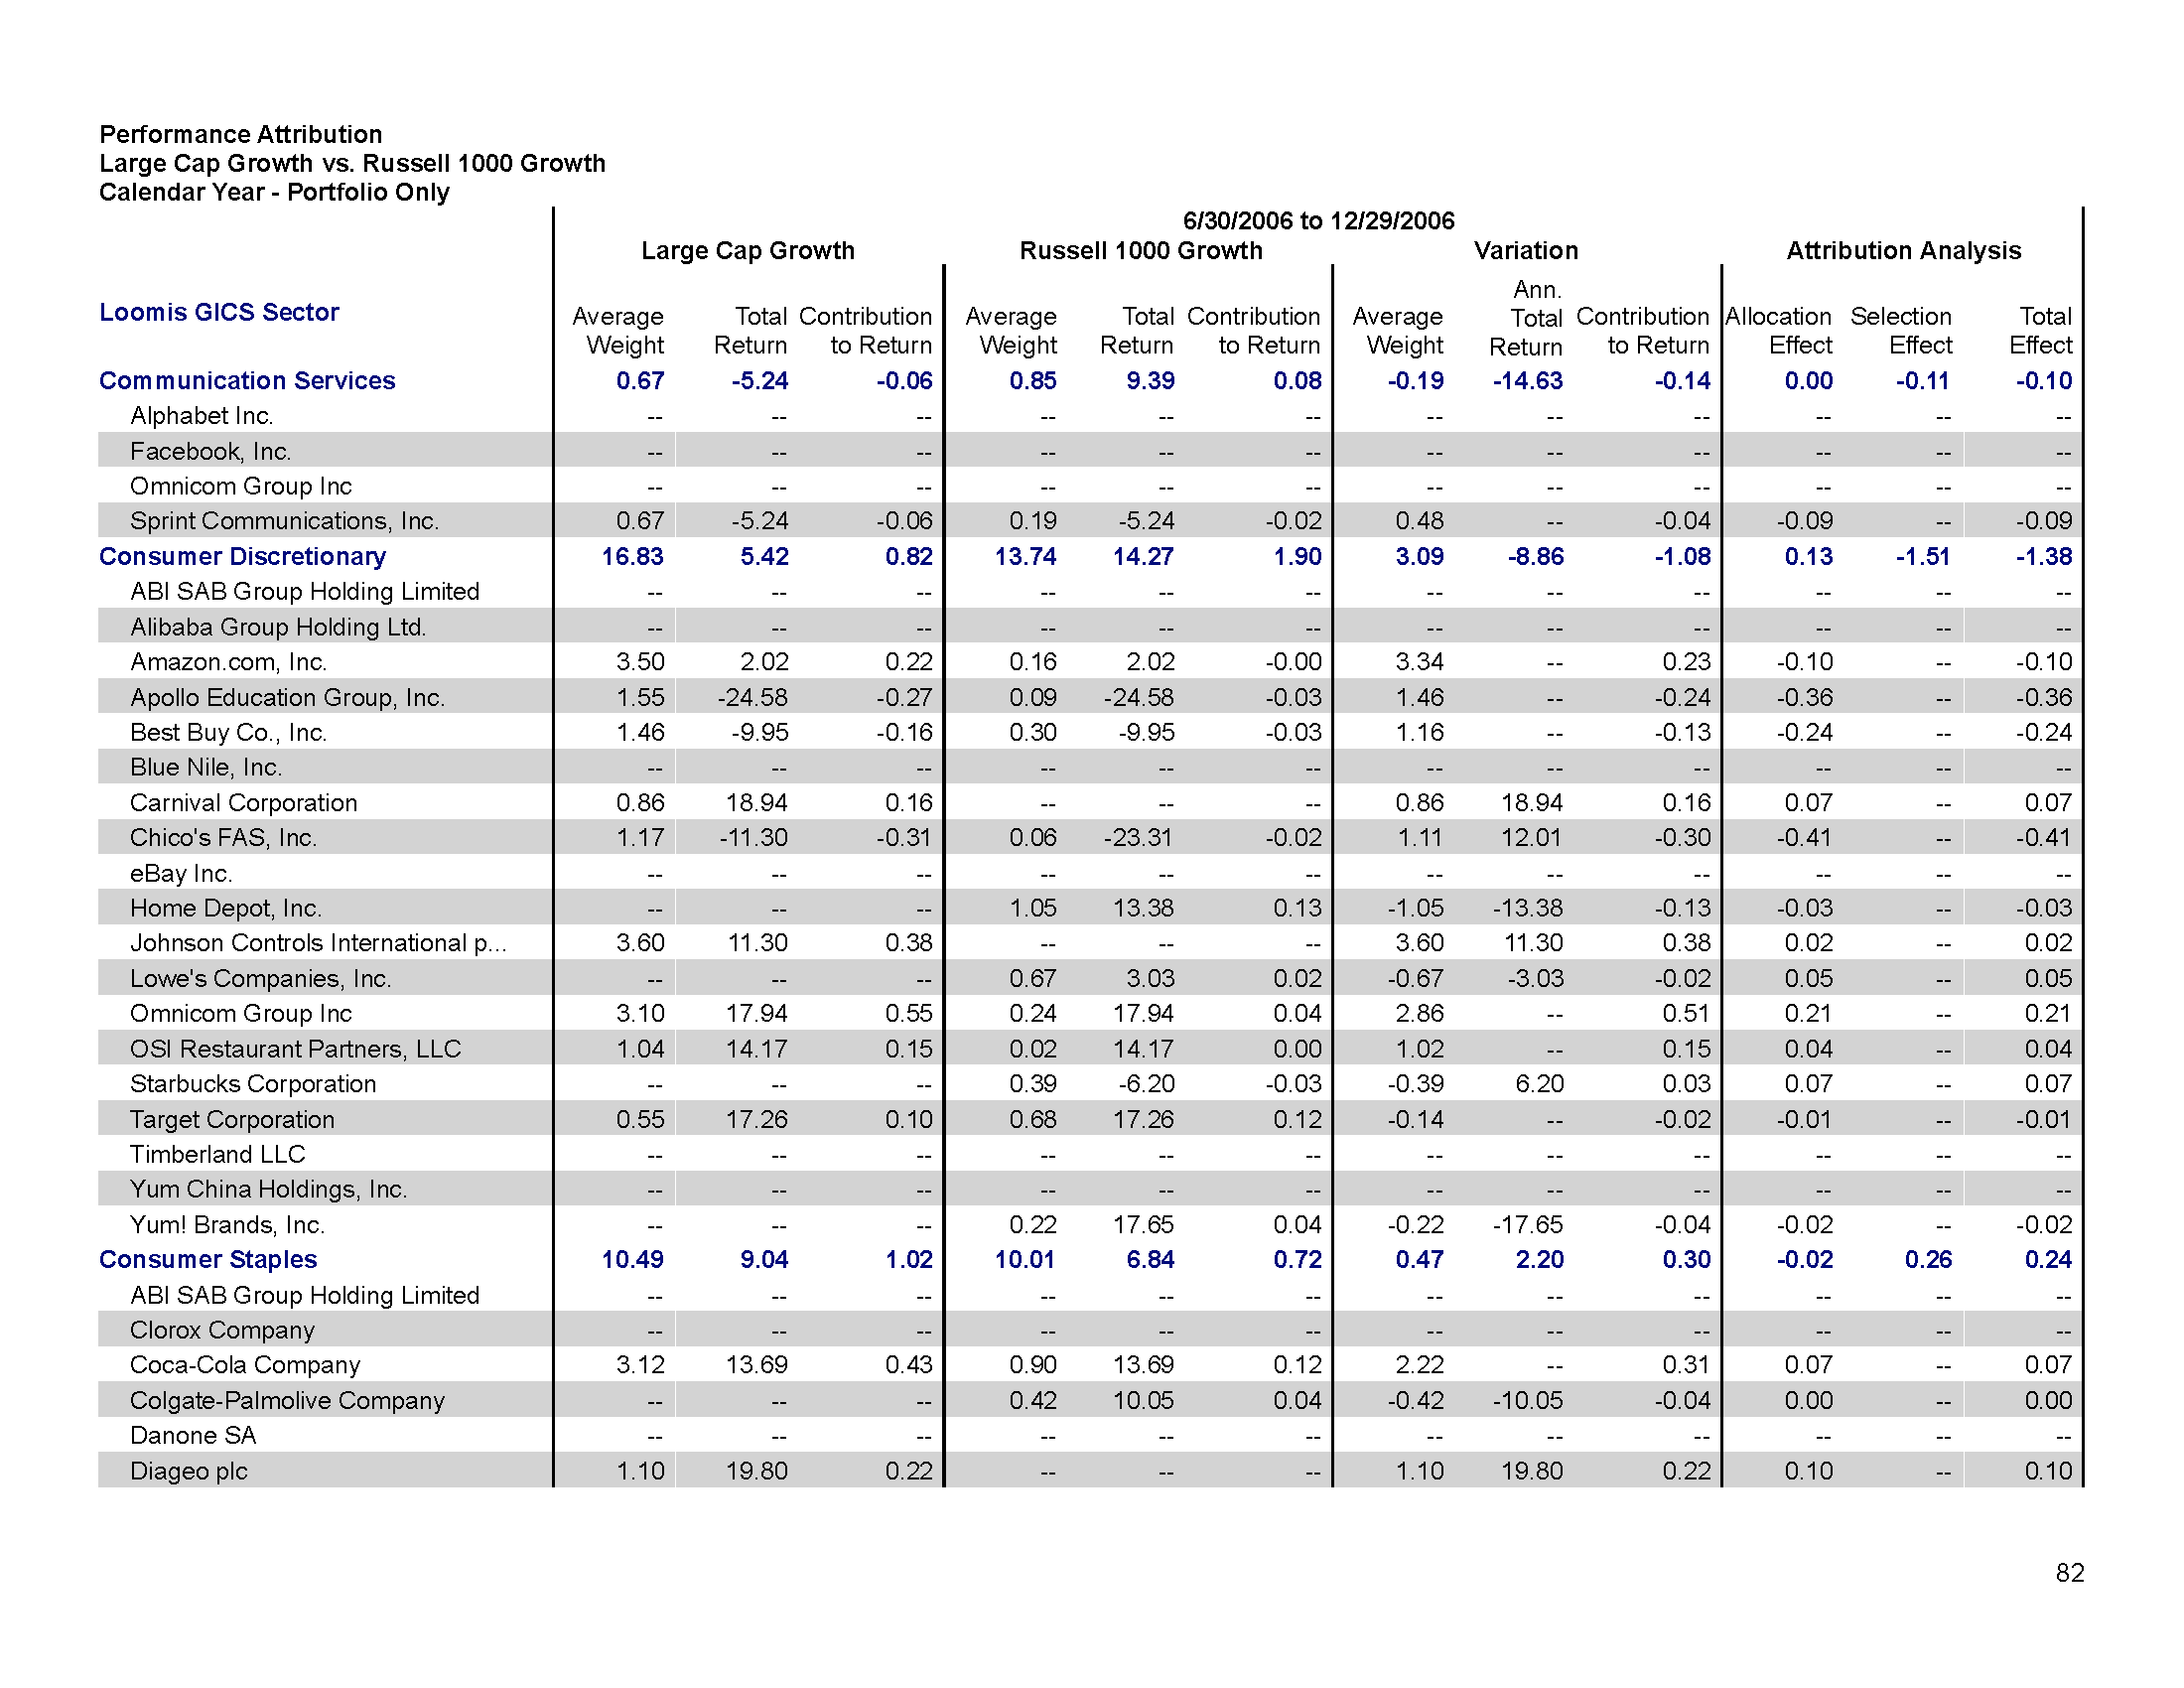 Performance Attribution
Large Cap Growth vs. Russell 1000 Growth
Calendar Year - Portfolio Only
6/30/2006 to 12/29/2006
Large Cap Growth Russell 1000 Growth Variation Attribution Analysis
Loomis GICS Sector Average Weight Total Return Contribution to Return Average Weight Total Return Contribution to Return Average Weight Ann. Total Return Contribution to Return Allocation Effect Selection Effect Total Effect
Communication Services 0.67 -5.24 -0.06 0.85 9.39 0.08 -0.19 -14.63 -0.14 0.00 -0.11 -0.10
Alphabet Inc. -- -- -- -- -- -- -- -- -- -- -- --
Facebook, Inc. -- -- -- -- -- -- -- -- -- -- -- --
Omnicom Group Inc -- -- -- -- -- -- -- -- -- -- -- --
Sprint Communications, Inc. 0.67 -5.24 -0.06 0.19 -5.24 -0.02 0.48 -- -0.04 -0.09 -- -0.09
Consumer Discretionary 16.83 5.42 0.82 13.74 14.27 1.90 3.09 -8.86 -1.08 0.13 -1.51 -1.38
ABI SAB Group Holding Limited -- -- -- -- -- -- -- -- -- -- -- --
Alibaba Group Holding Ltd. -- -- -- -- -- -- -- -- -- -- -- --
Amazon.com, Inc. 3.50 2.02 0.22 0.16 2.02 -0.00 3.34 -- 0.23 -0.10 -- -0.10
Apollo Education Group, Inc. 1.55 -24.58 -0.27 0.09 -24.58 -0.03 1.46 -- -0.24 -0.36 -- -0.36
Best Buy Co., Inc. 1.46 -9.95 -0.16 0.30 -9.95 -0.03 1.16 -- -0.13 -0.24 -- -0.24
Blue Nile, Inc. -- -- -- -- -- -- -- -- -- -- -- --
Carnival Corporation 0.86 18.94 0.16 -- -- -- 0.86 18.94 0.16 0.07 -- 0.07
Chico's FAS, Inc. 1.17 -11.30 -0.31 0.06 -23.31 -0.02 1.11 12.01 -0.30 -0.41 -- -0.41
eBay Inc. -- -- -- -- -- -- -- -- -- -- -- --
Home Depot, Inc. -- -- -- 1.05 13.38 0.13 -1.05 -13.38 -0.13 -0.03 -- -0.03
Johnson Controls International p... 3.60 11.30 0.38 -- -- -- 3.60 11.30 0.38 0.02 -- 0.02
Lowe's Companies, Inc. -- -- -- 0.67 3.03 0.02 -0.67 -3.03 -0.02 0.05 -- 0.05
Omnicom Group Inc 3.10 17.94 0.55 0.24 17.94 0.04 2.86 -- 0.51 0.21 -- 0.21
OSI Restaurant Partners, LLC 1.04 14.17 0.15 0.02 14.17 0.00 1.02 -- 0.15 0.04 -- 0.04
Starbucks Corporation -- -- -- 0.39 -6.20 -0.03 -0.39 6.20 0.03 0.07 -- 0.07
Target Corporation 0.55 17.26 0.10 0.68 17.26 0.12 -0.14 -- -0.02 -0.01 -- -0.01
Timberland LLC -- -- -- -- -- -- -- -- -- -- -- --
Yum China Holdings, Inc. -- -- -- -- -- -- -- -- -- -- -- --
Yum! Brands, Inc. -- -- -- 0.22 17.65 0.04 -0.22 -17.65 -0.04 -0.02 -- -0.02
Consumer Staples 10.49 9.04 1.02 10.01 6.84 0.72 0.47 2.20 0.30 -0.02 0.26 0.24
ABI SAB Group Holding Limited -- -- -- -- -- -- -- -- -- -- -- --
Clorox Company -- -- -- -- -- -- -- -- -- -- -- --
Coca-Cola Company 3.12 13.69 0.43 0.90 13.69 0.12 2.22 -- 0.31 0.07 -- 0.07
Colgate-Palmolive Company -- -- -- 0.42 10.05 0.04 -0.42 -10.05 -0.04 0.00 -- 0.00
Danone SA -- -- -- -- -- -- -- -- -- -- -- --
Diageo plc 1.10 19.80 0.22 -- -- -- 1.10 19.80 0.22 0.10 -- 0.10
82